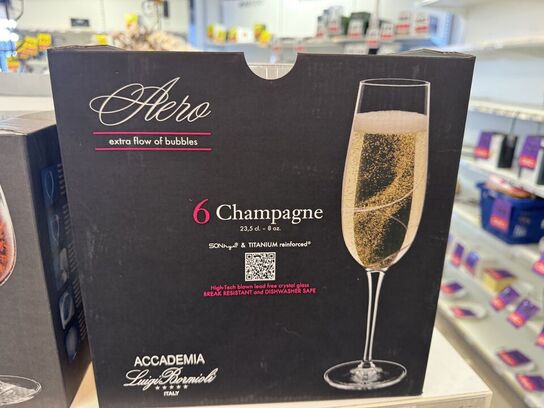 Aero
extra flow of bubbles
6 Champagne
23,5 cl. - 8 oz.
SON.hyx® & TITANIUM reinforced®
High-Tech blown lead free crystal glass
BREAK RESISTANT and DISHWASHER SAFE
ACCADEMIA
Luigi Bormioli
ITALY